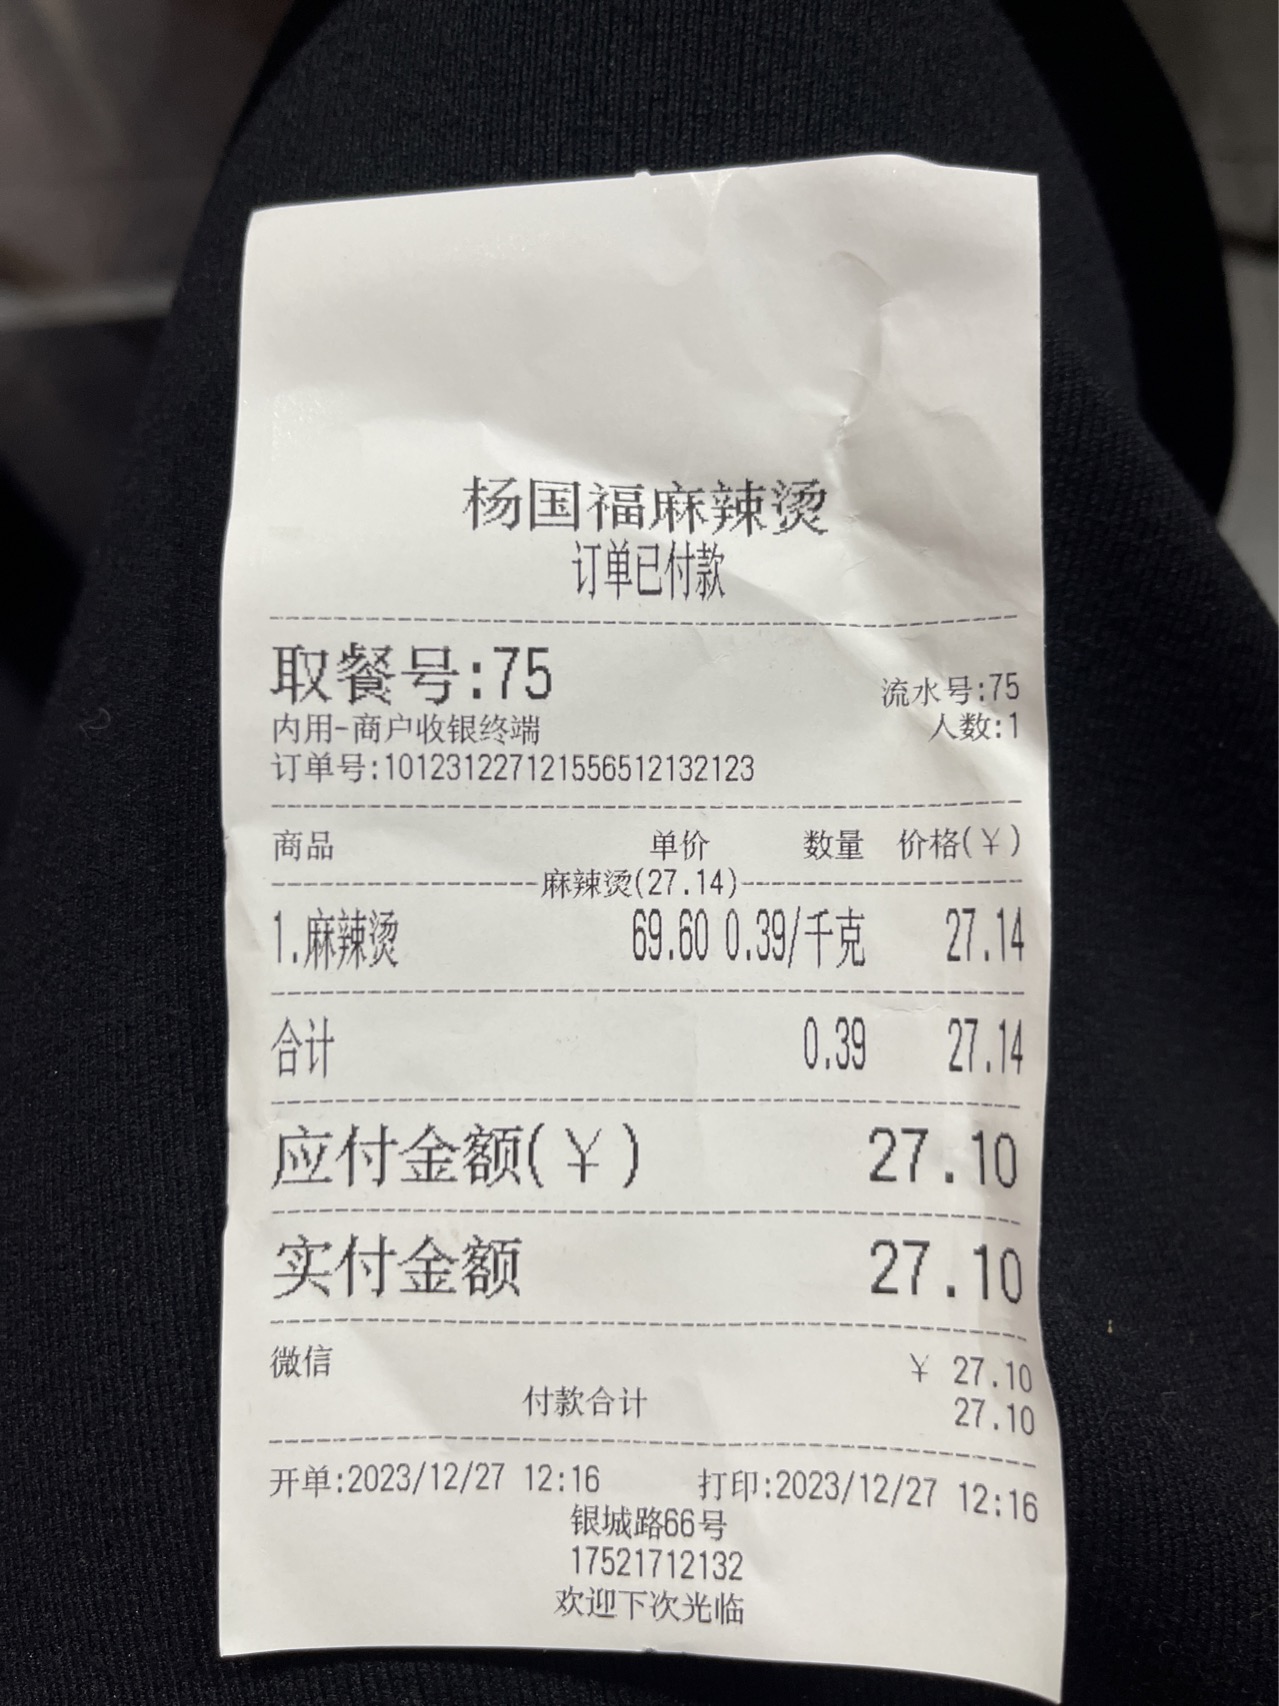 杨国福麻辣烫
订单已付款
取餐号:75
流水号:75
内用-商户收银终端 人数:1
订单号:101231227121556512132123
商品 单价 数量 价格(¥)
麻辣烫(27.14)
1.麻辣烫 69.60 0.39/千克 27.14
合计 0.39 27.14
应付金额(¥) 27.10
实付金额 27.10
微信 ¥ 27.10
付款合计 27.10
开单:2023/12/27 12:16 打印:2023/12/27 12:16
银城路66号
17521712132
欢迎下次光临